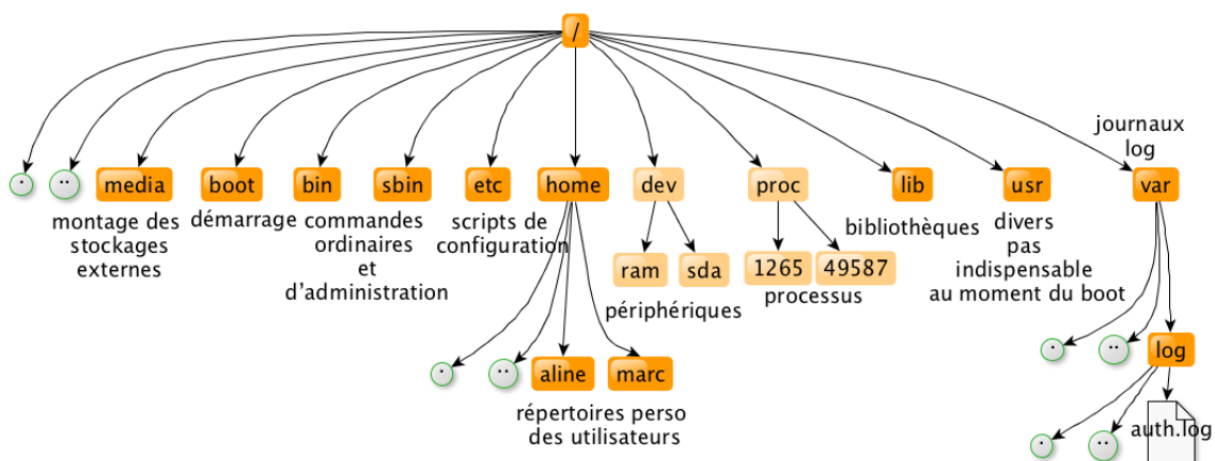 /
journaux
log
.
..
media
boot
bin
sbin
etc
home
dev
proc
lib
usr
var
montage des
stockages
externes
démarrage
commandes
ordinaires
et
d'administration
scripts de
configuration
ram
sda
périphériques
1265
49587
processus
bibliothèques
divers
pas
indispensable
au moment du boot
.
..
log
.
..
aline
marc
répertoires perso
des utilisateurs
.
..
auth.log